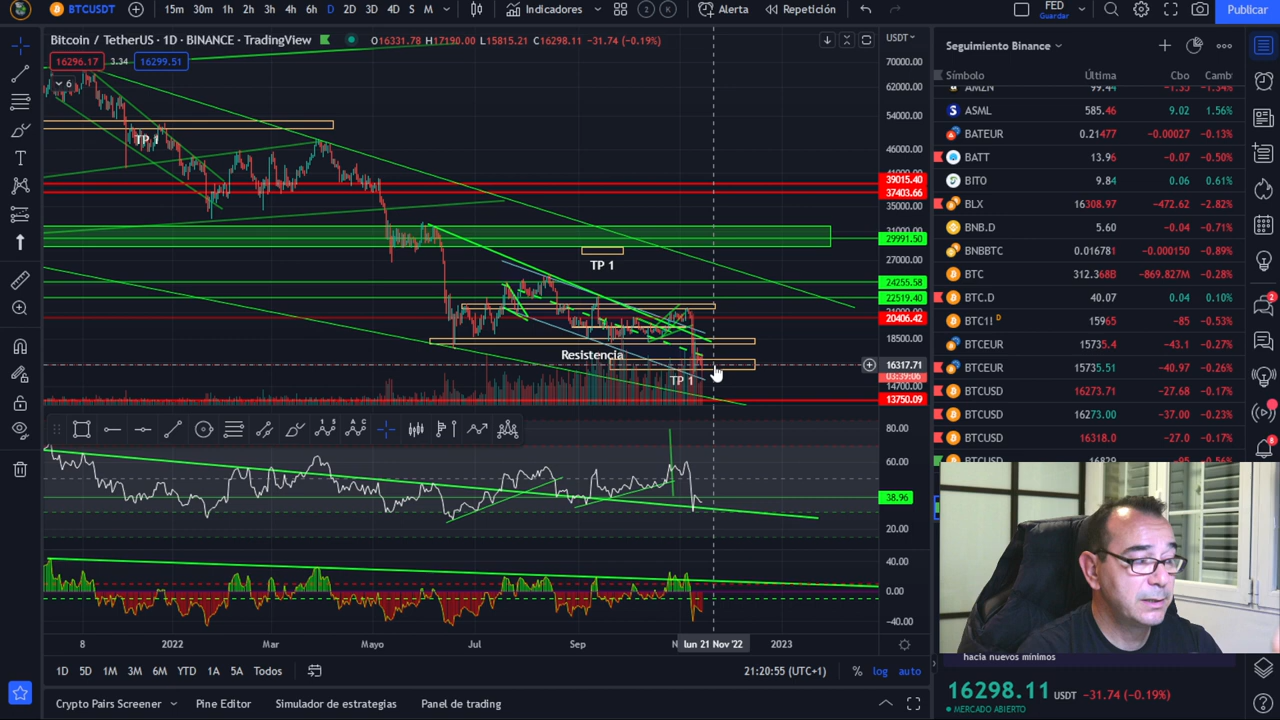 BTCUSDT
15m 30m 1h 2h 3h 4h 6h D 2D 3D 4D S M
Indicadores
Alerta
Repetición
FED
Guardar
Publicar
Bitcoin / TetherUS · 1D · BINANCE · TradingView
O16331.78 H17190.00 L15815.21 C16298.11 −31.74 (−0.19%)
USDT
16296.17 3.34 16299.51
6
70000.00
62000.00
54000.00
46000.00
39015.40
37403.66
35000.00
29991.50
27000.00
24255.58
22519.40
20406.42
18500.00
16317.71
03:39:06
14700.00
13750.09
TP 1
TP 1
Resistencia
TP 1
80.00
60.00
38.96
20.00
40.00
0.00
−40.00
8 2022 Mar Mayo Jul Sep N lun 21 Nov '22 2023
1D 5D 1M 3M 6M YTD 1A 5A Todos
21:20:55 (UTC+1) % log auto
Crypto Pairs Screener Pine Editor Simulador de estrategias Panel de trading
Seguimiento Binance
Símbolo Última Cbo Camb
AMZN 99.44 −1.35 −1.34%
ASML 585.46 9.02 1.56%
BATEUR 0.21477 −0.00027 −0.13%
BATT 13.96 −0.07 −0.50%
BITO 9.84 0.06 0.61%
BLX 16308.97 −472.62 −2.82%
BNB.D 5.60 −0.04 −0.71%
BNBBTC 0.016781 −0.000150 −0.89%
BTC 312.368B −869.827M −0.28%
BTC.D 40.07 0.04 0.10%
BTC1! D 15965 −85 −0.53%
BTCEUR 15735.4 −43.1 −0.27%
BTCEUR 15735.51 −40.97 −0.26%
BTCUSD 16273.71 −37.61 −0.23%
BTCUSD 16273.00 −37.00 −0.23%
BTCUSD 16318.0 −27.0 −0.17%
BTCUSD 16829 −95 −0.56%
hacia nuevos mínimos
16298.11 USDT −31.74 (−0.19%)
MERCADO ABIERTO